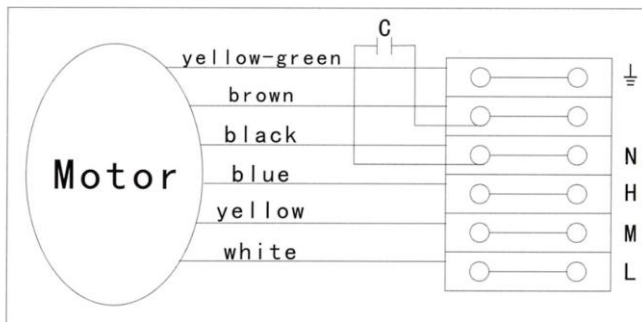 C
yellow-green
brown
black
N
Motor
blue
H
yellow
M
white
L